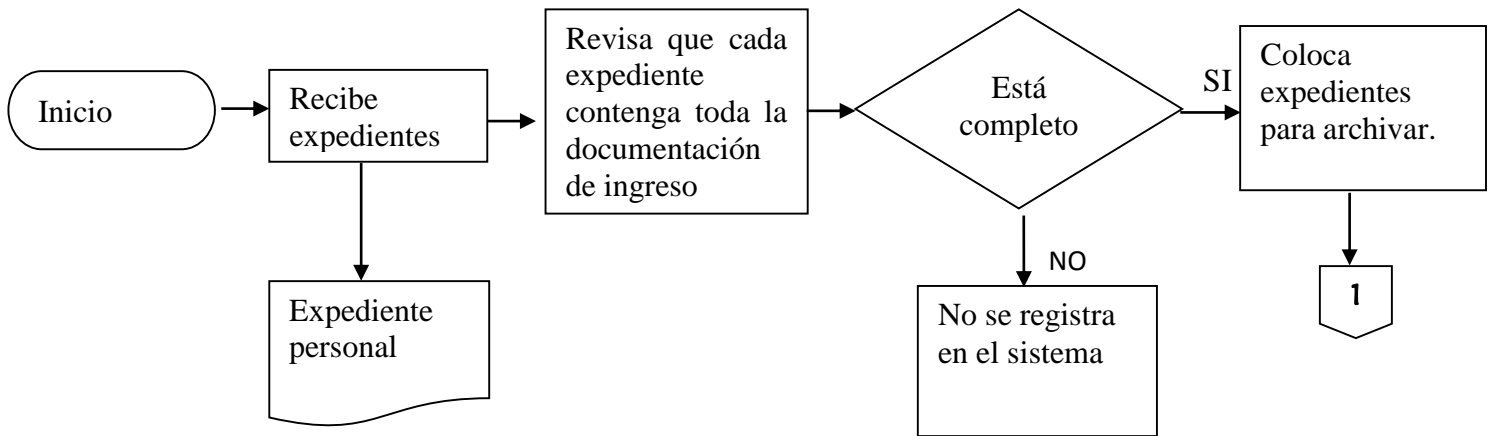 Inicio
Recibe
expedientes
Expediente
personal
Revisa que cada
expediente
contenga toda la
documentación
de ingreso
Está
completo
SI
NO
No se registra
en el sistema
Coloca
expedientes
para archivar.
1